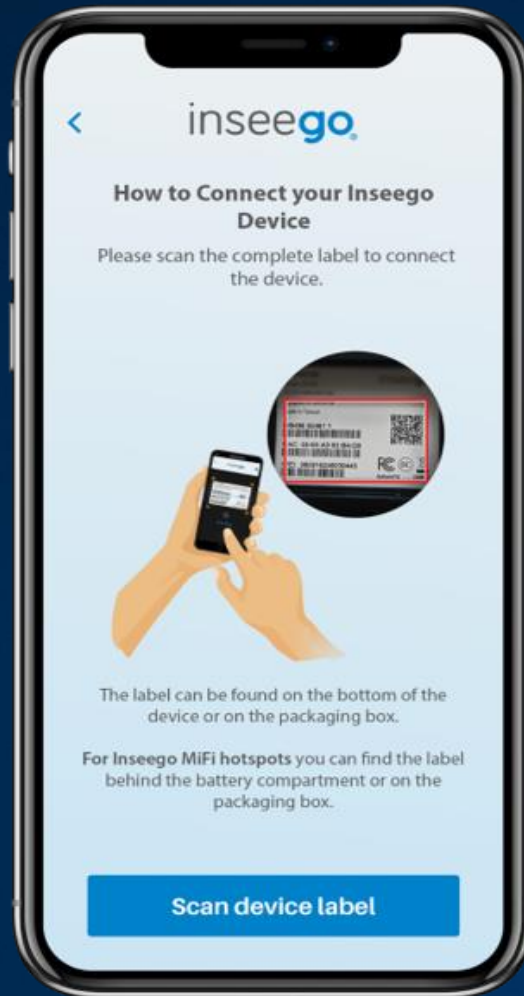 inseego
How to Connect your Inseego
Device
Please scan the complete label to connect
the device.
The label can be found on the bottom of the
device or on the packaging box.
For Inseego MiFi hotspots you can find the label
behind the battery compartment or on the
packaging box.
Scan device label